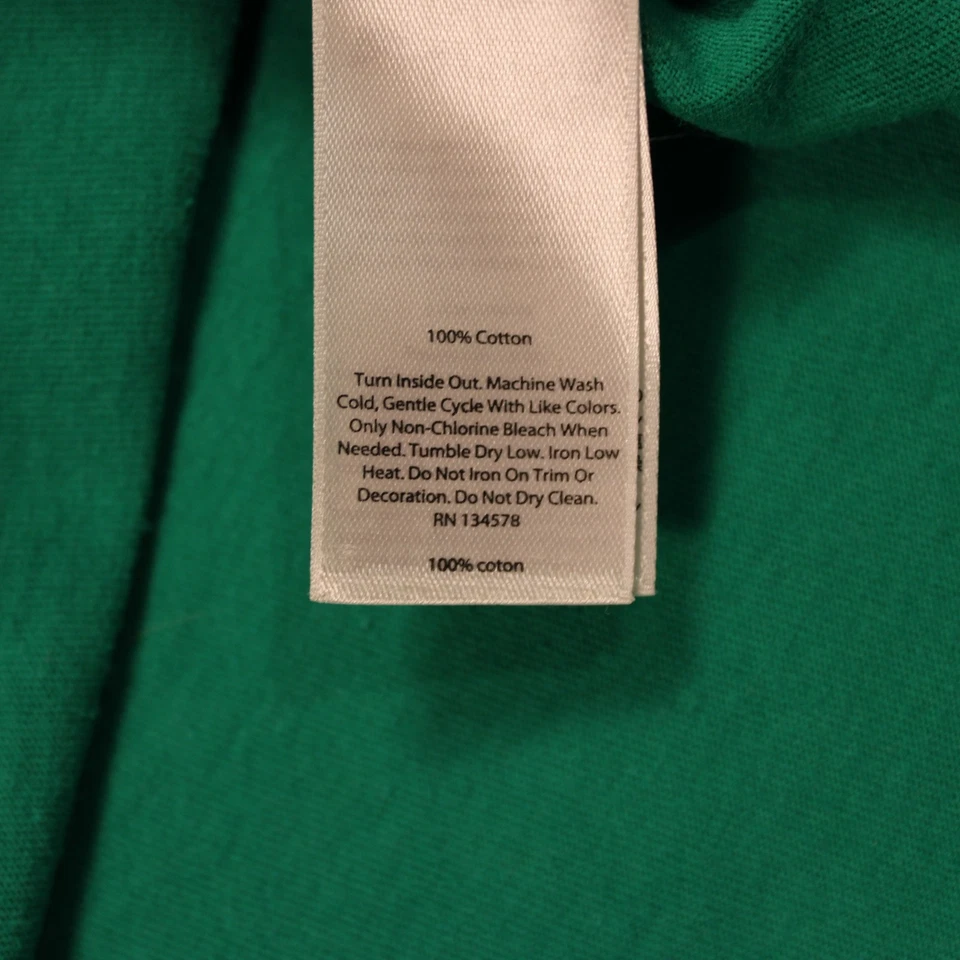 100% Cotton
Turn Inside Out. Machine Wash
Cold, Gentle Cycle With Like Colors.
Only Non-Chlorine Bleach When
Needed. Tumble Dry Low. Iron Low
Heat. Do Not Iron On Trim Or
Decoration. Do Not Dry Clean.
RN 134578
100% coton